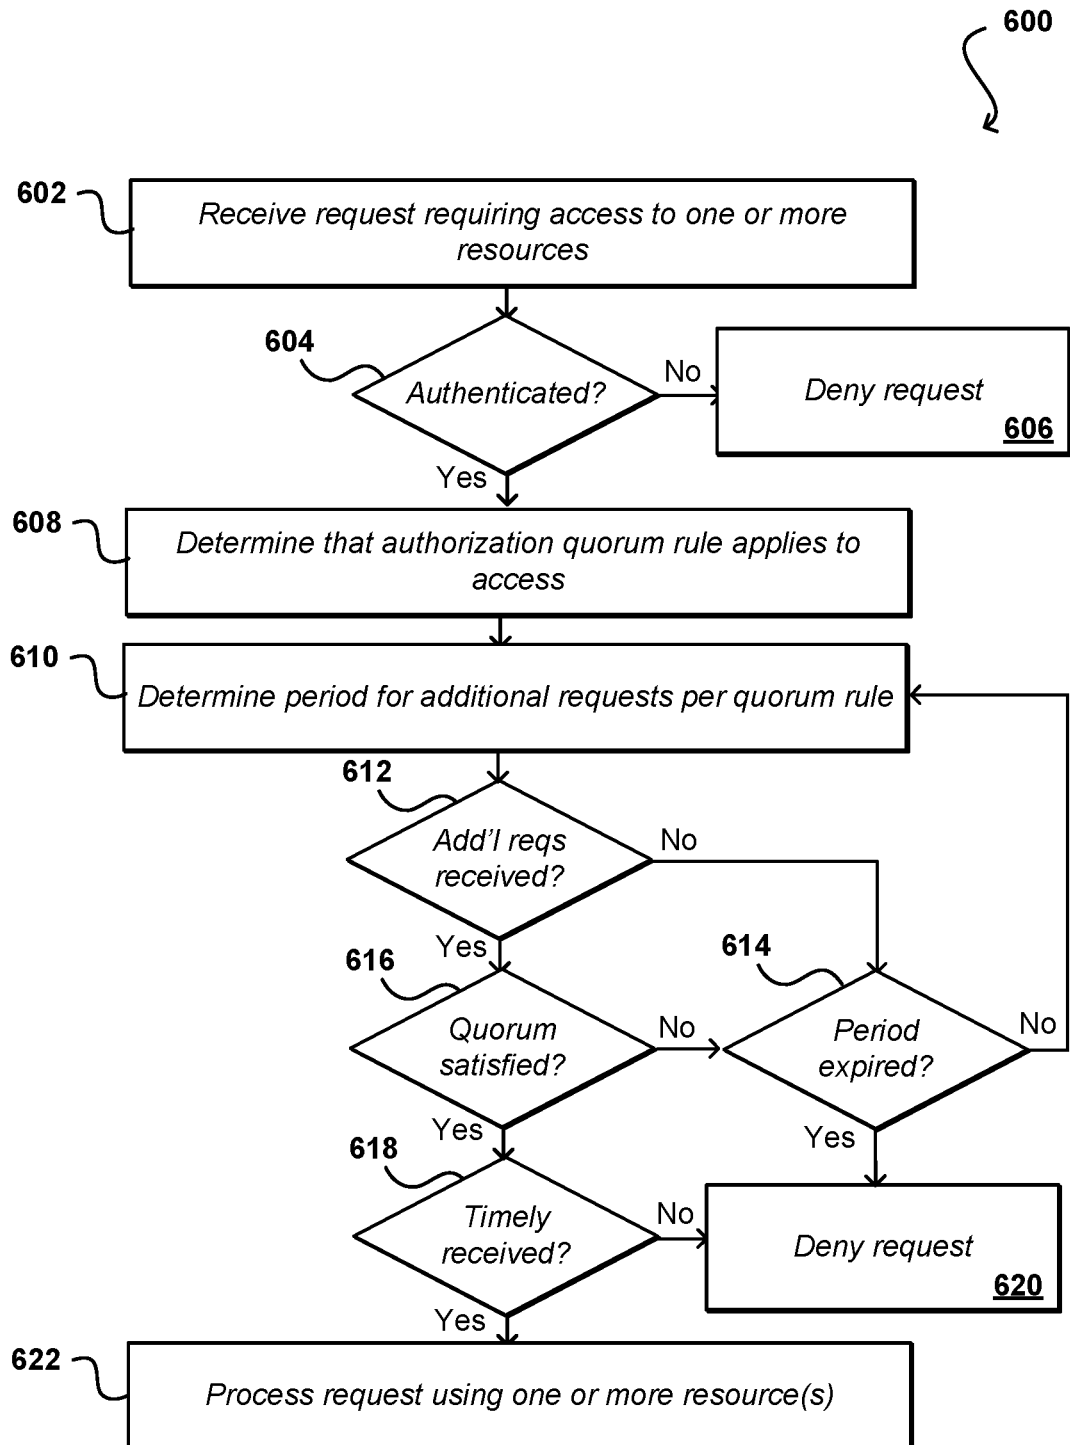 600
602
Receive request requiring access to one or more
resources
604
Authenticated?
No
Deny request
606
Yes
608
Determine that authorization quorum rule applies to
access
610
Determine period for additional requests per quorum rule
612
Add’l reqs
received?
No
Yes
614
616
Quorum
satisfied?
No
Period
expired?
No
Yes
Yes
618
Timely
received?
No
Deny request
620
Yes
622
Process request using one or more resource(s)